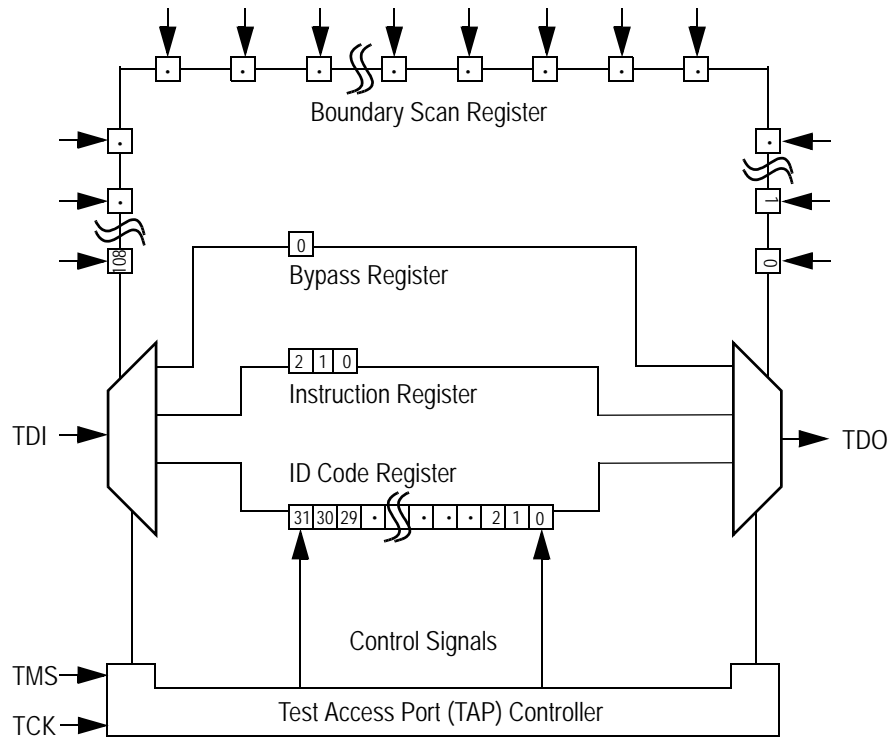 . . . . . . . .
Boundary Scan Register
. .
. 1
108 0
0
Bypass Register
2 1 0
Instruction Register
TDI TDO
ID Code Register
31 30 29 . . . . 2 1 0
Control Signals
TMS
Test Access Port (TAP) Controller
TCK